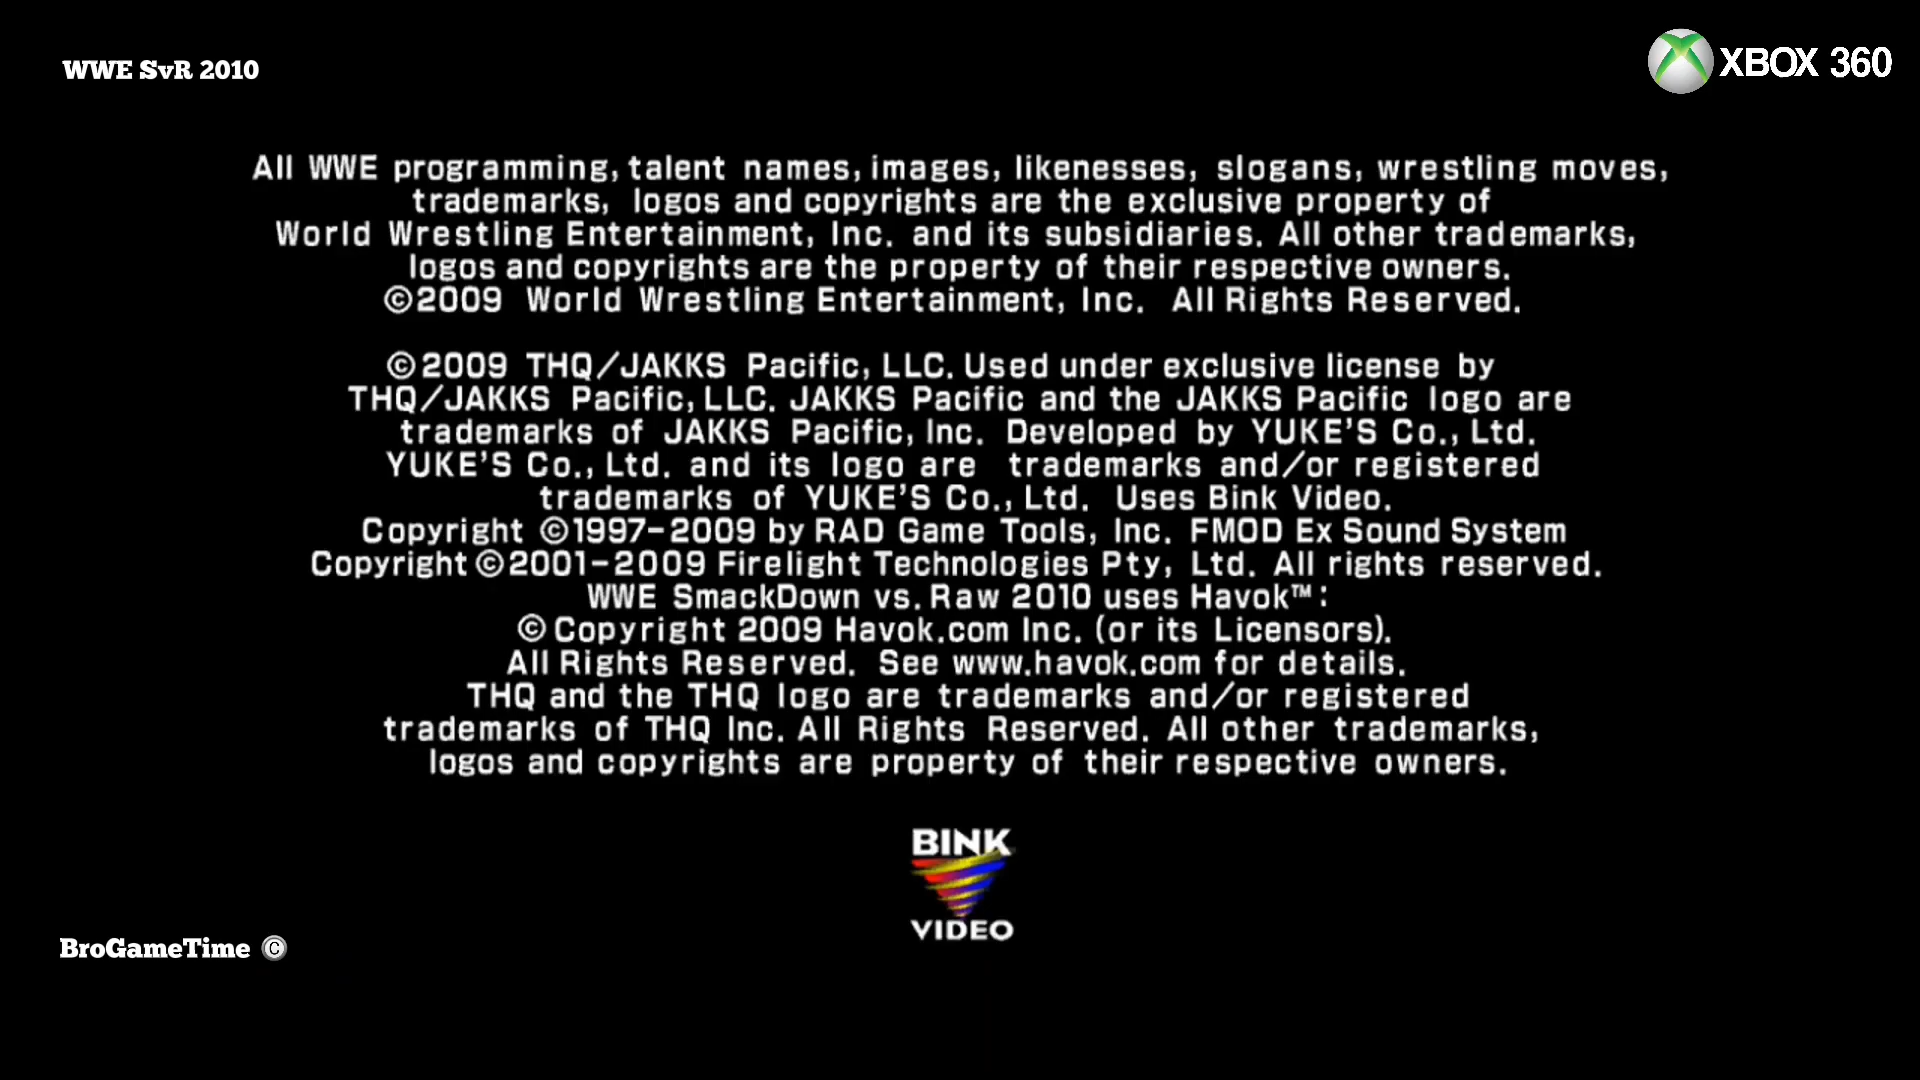 WWE SvR 2010
XBOX 360
All WWE programming, talent names, images, likenesses, slogans, wrestling moves,
trademarks, logos and copyrights are the exclusive property of
World Wrestling Entertainment, Inc. and its subsidiaries. All other trademarks,
logos and copyrights are the property of their respective owners.
©2009 World Wrestling Entertainment, Inc. All Rights Reserved.
©2009 THQ/JAKKS Pacific, LLC. Used under exclusive license by
THQ/JAKKS Pacific, LLC. JAKKS Pacific and the JAKKS Pacific logo are
trademarks of JAKKS Pacific, Inc. Developed by YUKE'S Co., Ltd.
YUKE'S Co., Ltd. and its logo are trademarks and/or registered
trademarks of YUKE'S Co., Ltd. Uses Bink Video.
Copyright ©1997-2009 by RAD Game Tools, Inc. FMOD Ex Sound System
Copyright ©2001-2009 Firelight Technologies Pty, Ltd. All rights reserved.
WWE SmackDown vs. Raw 2010 uses Havok™:
© Copyright 2009 Havok.com Inc. (or its Licensors).
All Rights Reserved. See www.havok.com for details.
THQ and the THQ logo are trademarks and/or registered
trademarks of THQ Inc. All Rights Reserved. All other trademarks,
logos and copyrights are property of their respective owners.
BINK
VIDEO
BroGameTime ©